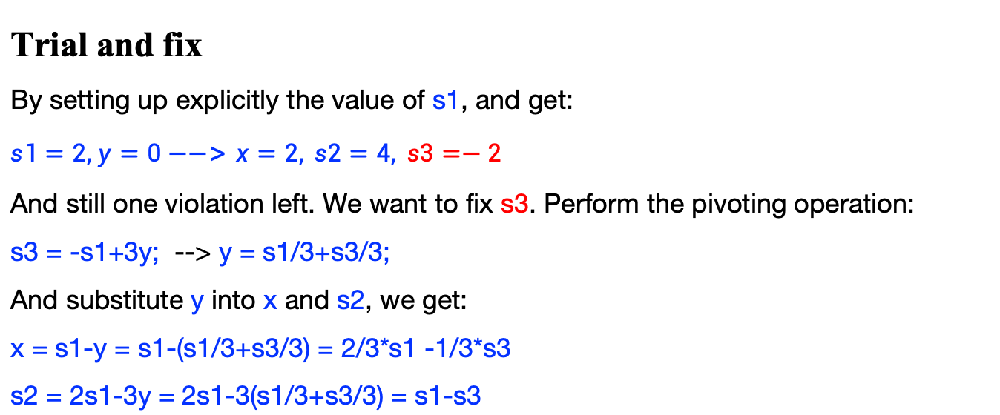 Trial and fix
By setting up explicitly the value of s1, and get:
s1 = 2, y = 0 −−> x = 2, s2 = 4, s3 =− 2
And still one violation left. We want to fix s3. Perform the pivoting operation:
s3 = -s1+3y; --> y = s1/3+s3/3;
And substitute y into x and s2, we get:
x = s1-y = s1-(s1/3+s3/3) = 2/3*s1 -1/3*s3
s2 = 2s1-3y = 2s1-3(s1/3+s3/3) = s1-s3